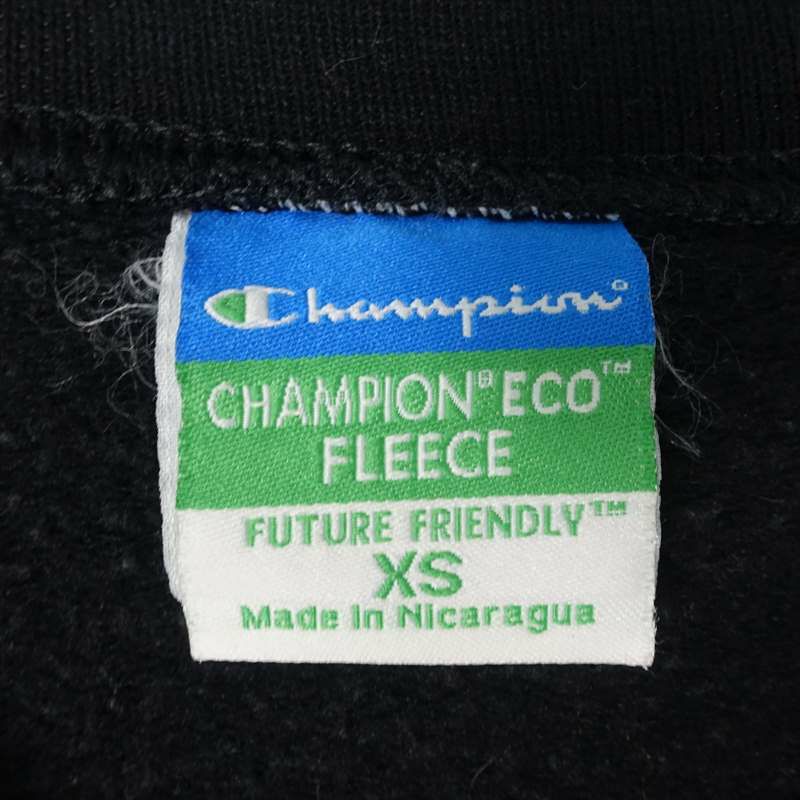 Champion®
CHAMPION® ECO™
FLEECE
FUTURE FRIENDLY™
XS
Made In Nicaragua